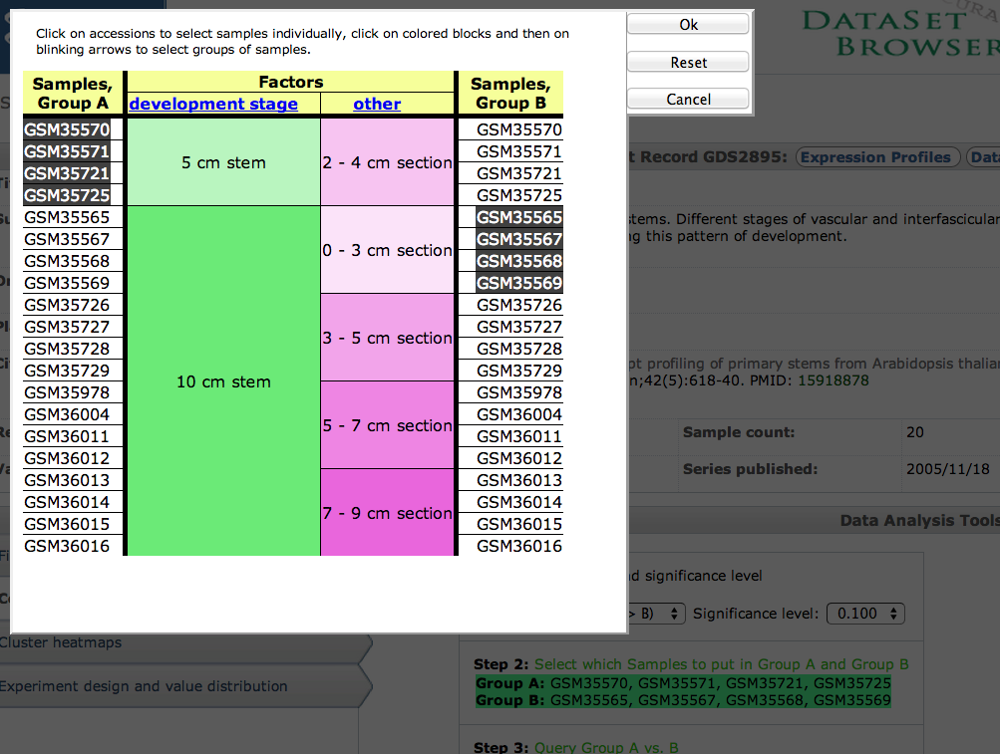 Click on accessions to select samples individually, click on colored blocks and then on
blinking arrows to select groups of samples.
Ok
Reset
Cancel
DATASET
BROWSER
Samples,
Group A
Factors
development stage other
Samples,
Group B
GSM35570 GSM35570
GSM35571 GSM35571
5 cm stem 2 - 4 cm section
GSM35721 GSM35721
GSM35725 GSM35725
GSM35565 GSM35565
GSM35567 GSM35567
0 - 3 cm section
GSM35568 GSM35568
GSM35569 GSM35569
GSM35726 GSM35726
GSM35727 GSM35727
3 - 5 cm section
GSM35728 GSM35728
GSM35729 GSM35729
10 cm stem
GSM35978 GSM35978
GSM36004 GSM36004
5 - 7 cm section
GSM36011 GSM36011
GSM36012 GSM36012
GSM36013 GSM36013
GSM36014 GSM36014
7 - 9 cm section
GSM36015 GSM36015
GSM36016 GSM36016
t Record GDS2895: Expression Profiles Data
stems. Different stages of vascular and interfascicular
g this pattern of development.
pt profiling of primary stems from Arabidopsis thalian
n;42(5):618-40. PMID: 15918878
Sample count: 20
Series published: 2005/11/18
Data Analysis Tools
d significance level
> B) Significance level: 0.100
Cluster heatmaps
Experiment design and value distribution
Step 2: Select which Samples to put in Group A and Group B
Group A: GSM35570, GSM35571, GSM35721, GSM35725
Group B: GSM35565, GSM35567, GSM35568, GSM35569
Step 3: Query Group A vs. B